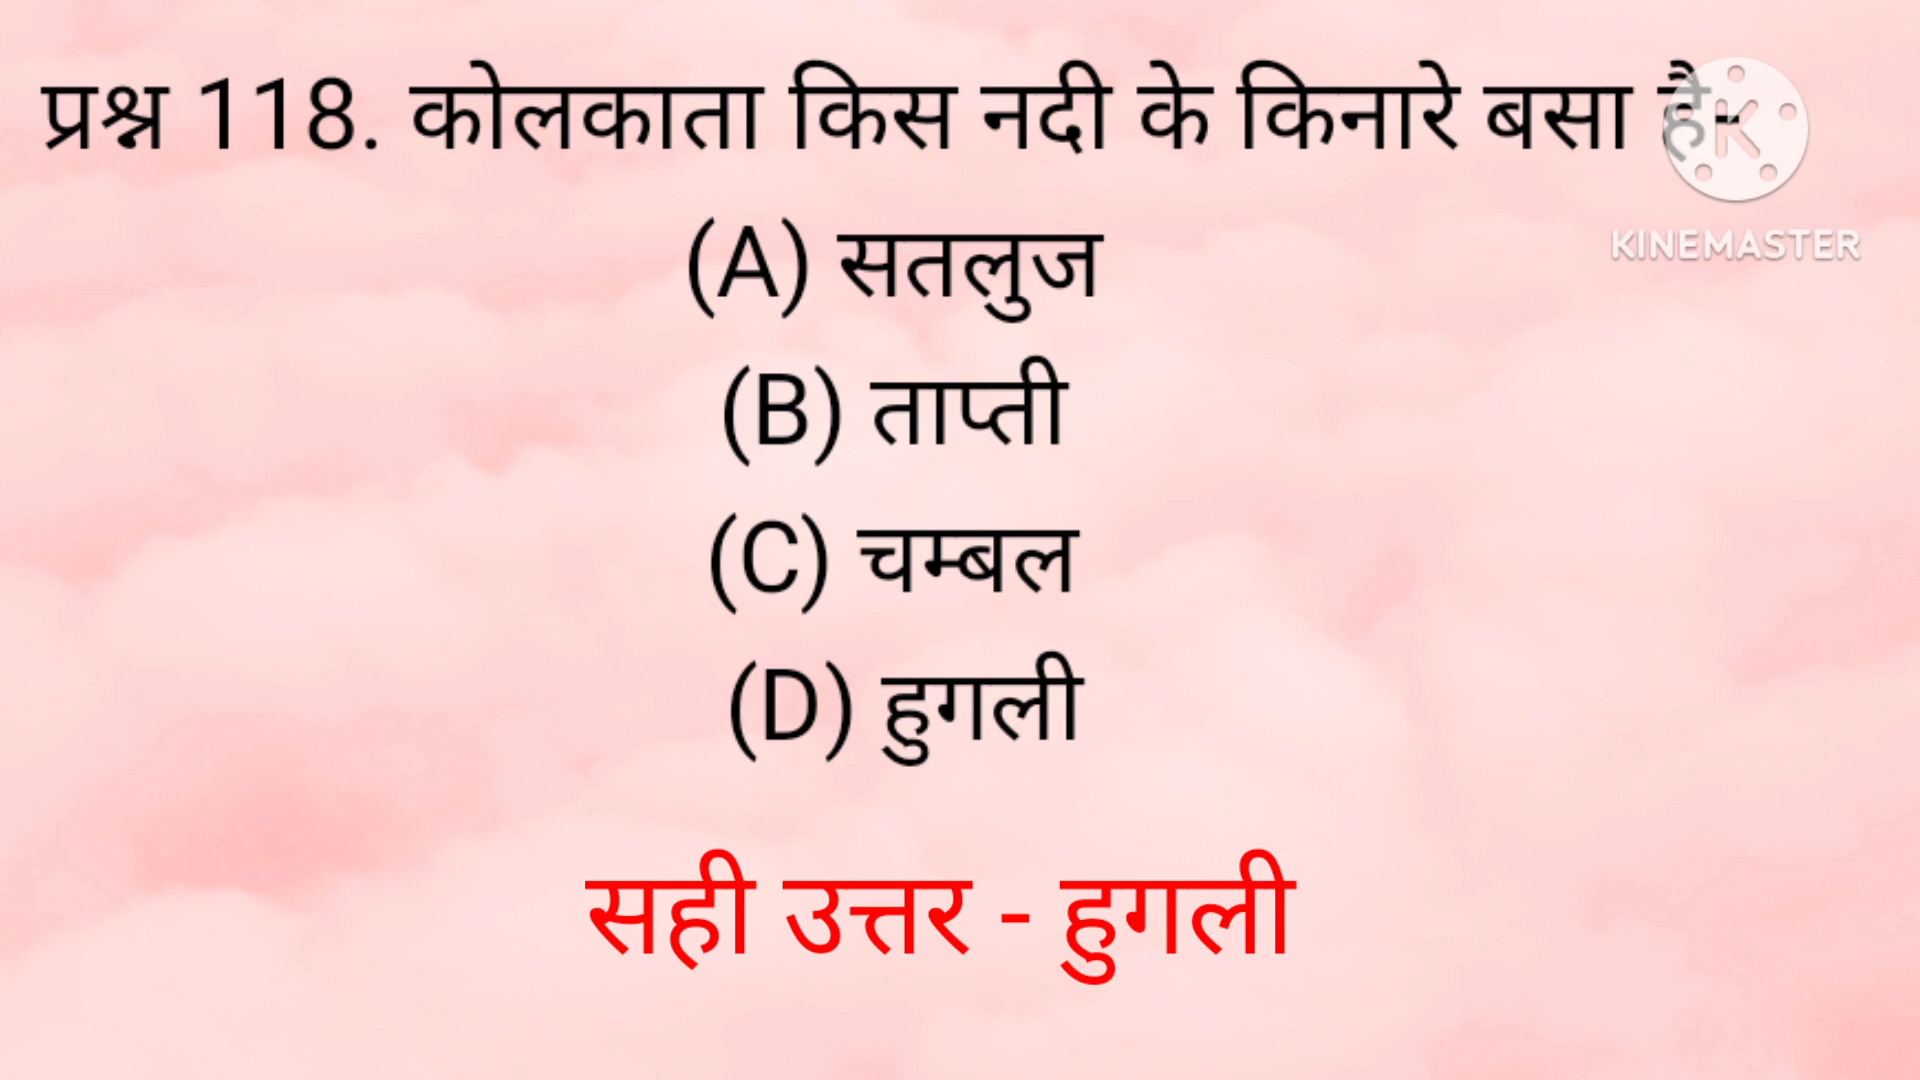 प्रश्न 118. कोलकाता किस नदी के किनारे बसा है-
KINEMASTER
(A) सतलुज
(B) ताप्ती
(C) चम्बल
(D) हुगली
सही उत्तर - हुगली